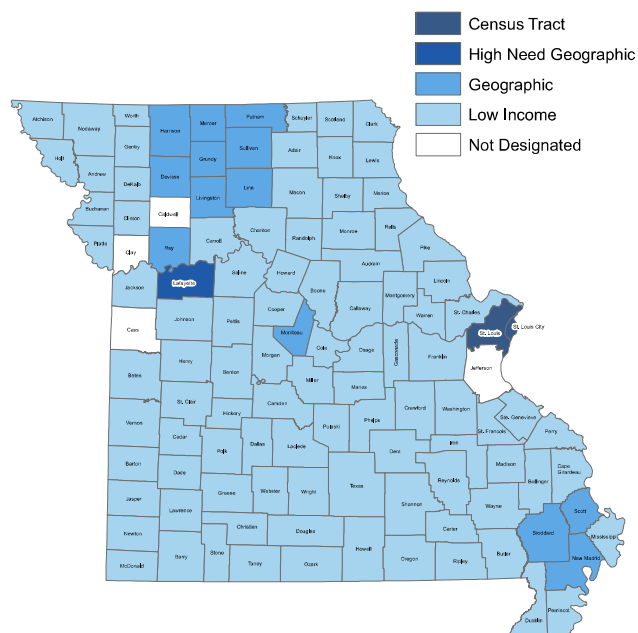 Census Tract
High Need Geographic
Geographic
Low Income
Not Designated
Atchison
Nodaway
Worth
Harrison
Mercer
Putnam
Schuyler
Scotland
Clark
Holt
Gentry
Sullivan
Adair
Knox
Lewis
Andrew
DeKalb
Daviess
Grundy
Linn
Macon
Shelby
Marion
Buchanan
Clinton
Caldwell
Livingston
Chariton
Randolph
Monroe
Ralls
Platte
Clay
Ray
Carroll
Pike
Jackson
Lafayette
Saline
Howard
Boone
Audrain
Lincoln
Callaway
Montgomery
Warren
St. Charles
St. Louis
St. Louis City
Cass
Johnson
Pettis
Cooper
Moniteau
Cole
Osage
Gasconade
Franklin
Jefferson
Bates
Henry
Benton
Morgan
Miller
Maries
Vernon
St. Clair
Hickory
Camden
Pulaski
Phelps
Crawford
Washington
St. Francois
Ste. Genevieve
Perry
Barton
Cedar
Polk
Dallas
Laclede
Dent
Iron
Madison
Bollinger
Cape
Girardeau
Jasper
Dade
Greene
Webster
Wright
Texas
Shannon
Reynolds
Wayne
Newton
Lawrence
Christian
Douglas
Howell
Carter
Butler
Stoddard
Scott
Mississippi
McDonald
Barry
Stone
Taney
Ozark
Oregon
Ripley
New Madrid
Dunklin
Pemiscot